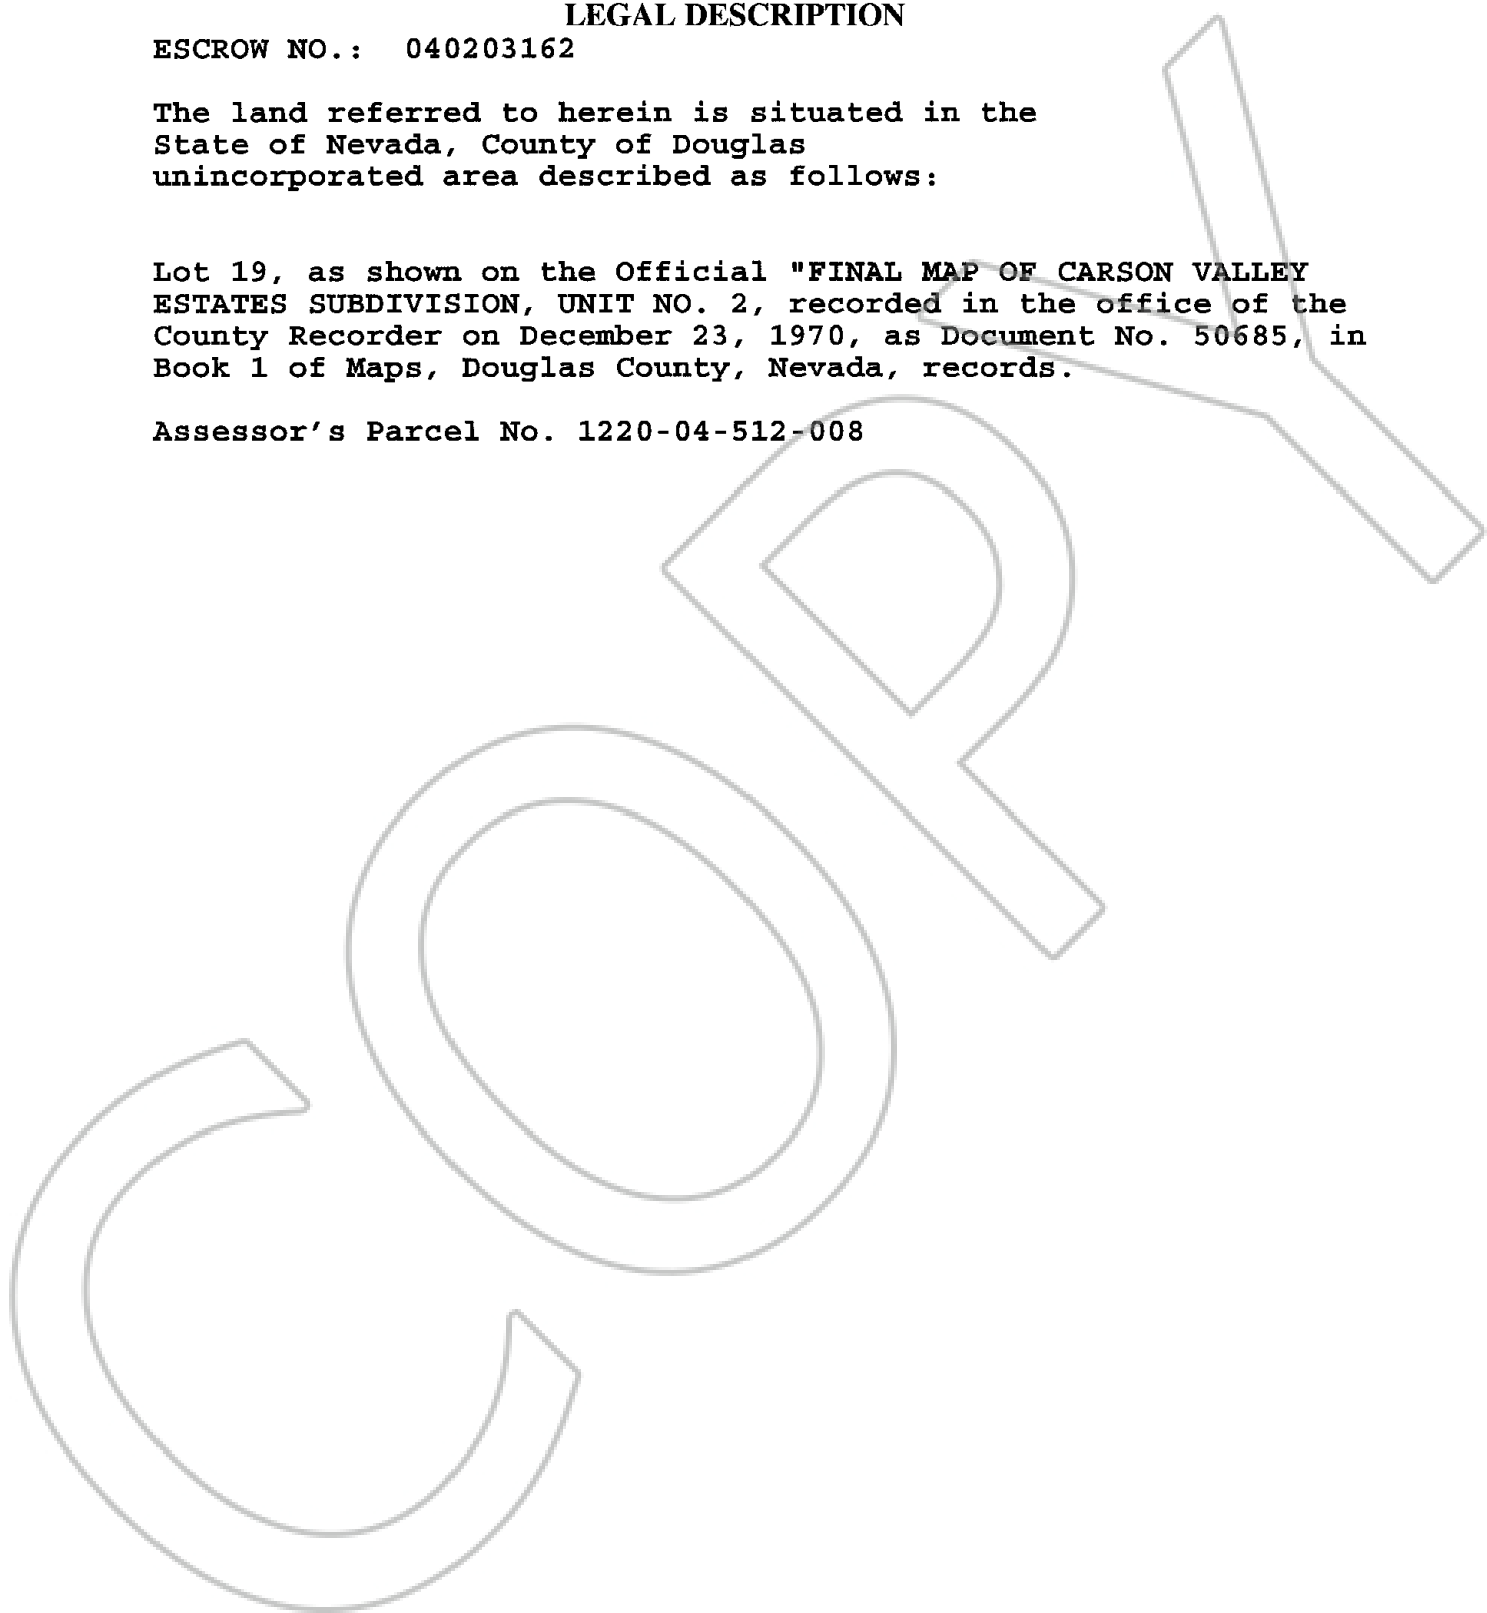 LEGAL DESCRIPTION
ESCROW NO.: 040203162
The land referred to herein is situated in the
State of Nevada, County of Douglas
unincorporated area described as follows:
Lot 19, as shown on the Official "FINAL MAP OF CARSON VALLEY
ESTATES SUBDIVISION, UNIT NO. 2, recorded in the office of the
County Recorder on December 23, 1970, as Document No. 50685, in
Book 1 of Maps, Douglas County, Nevada, records.
Assessor's Parcel No. 1220-04-512-008
COPY